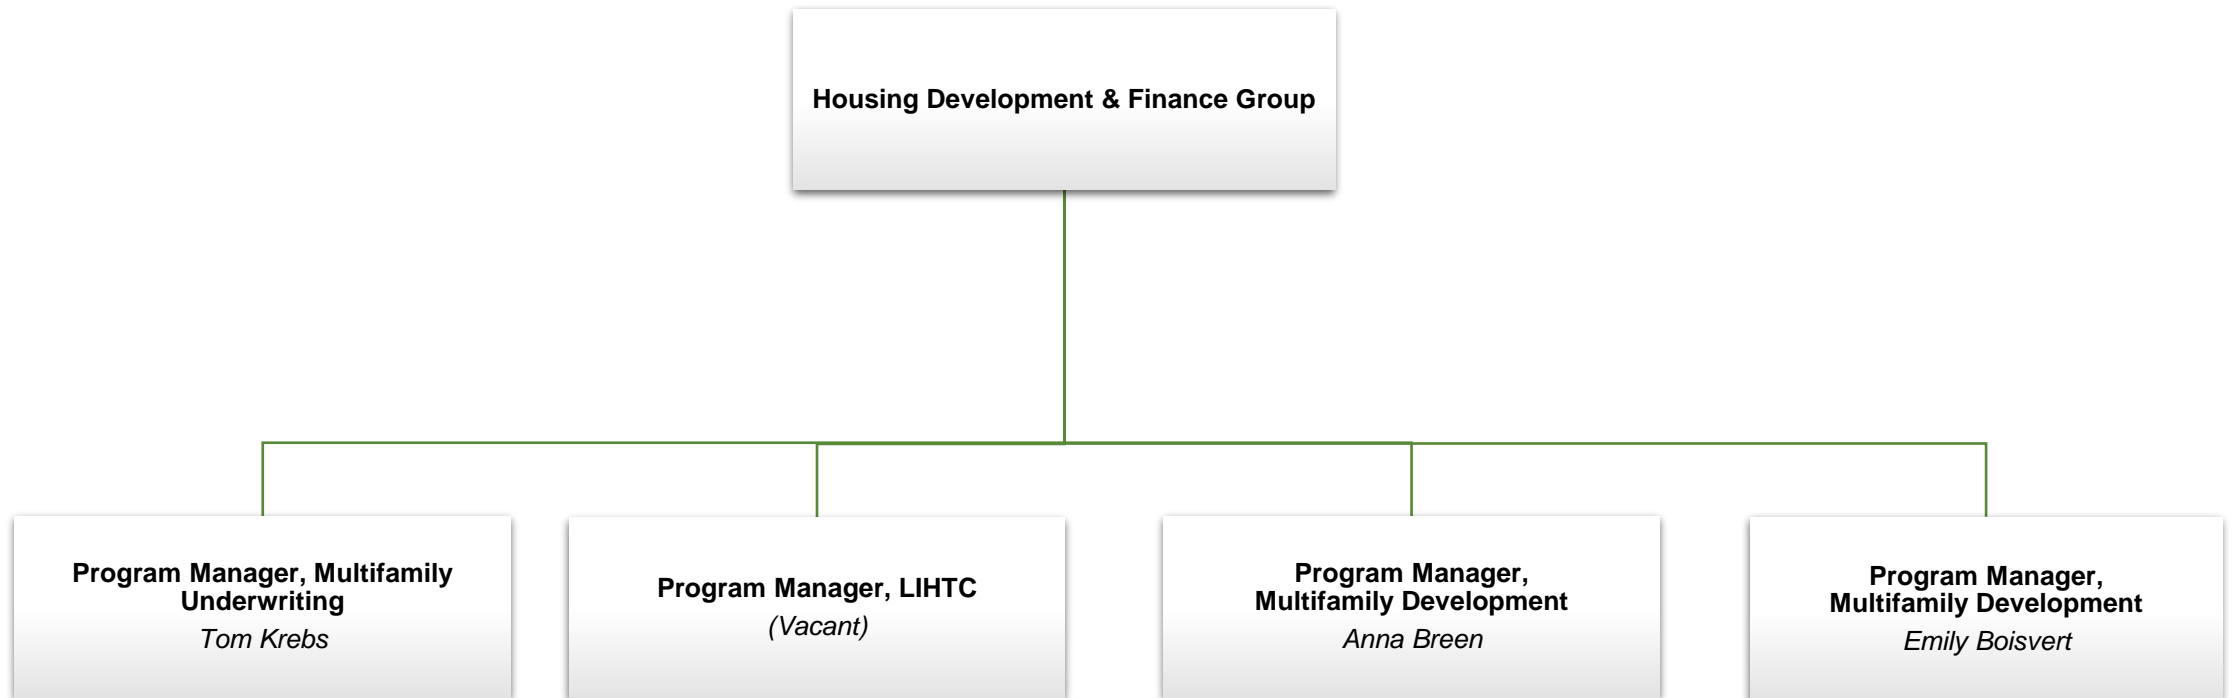 Housing Development & Finance Group
Program Manager, Multifamily
Underwriting
Tom Krebs
Program Manager, LIHTC
(Vacant)
Program Manager,
Multifamily Development
Anna Breen
Program Manager,
Multifamily Development
Emily Boisvert